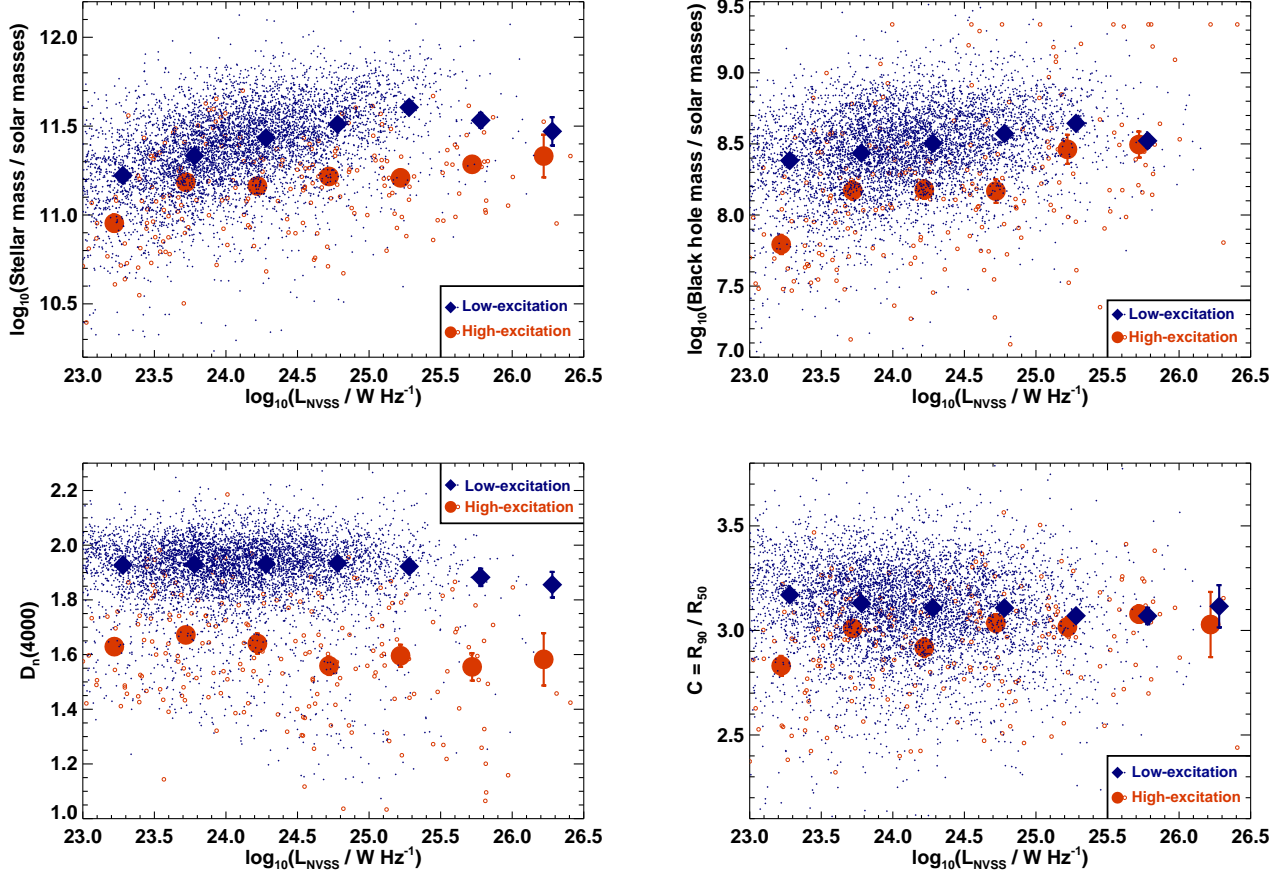 log10(Stellar mass / solar masses)
12.0
11.5
11.0
10.5
23.0 23.5 24.0 24.5 25.0 25.5 26.0 26.5
log10(LNVSS / W Hz-1)
Low-excitation
High-excitation
log10(Black hole mass / solar masses)
9.5
9.0
8.5
8.0
7.5
7.0
23.0 23.5 24.0 24.5 25.0 25.5 26.0 26.5
log10(LNVSS / W Hz-1)
Low-excitation
High-excitation
Dn(4000)
2.2
2.0
1.8
1.6
1.4
1.2
1.0
23.0 23.5 24.0 24.5 25.0 25.5 26.0 26.5
log10(LNVSS / W Hz-1)
Low-excitation
High-excitation
C = R90 / R50
3.5
3.0
2.5
23.0 23.5 24.0 24.5 25.0 25.5 26.0 26.5
log10(LNVSS / W Hz-1)
Low-excitation
High-excitation